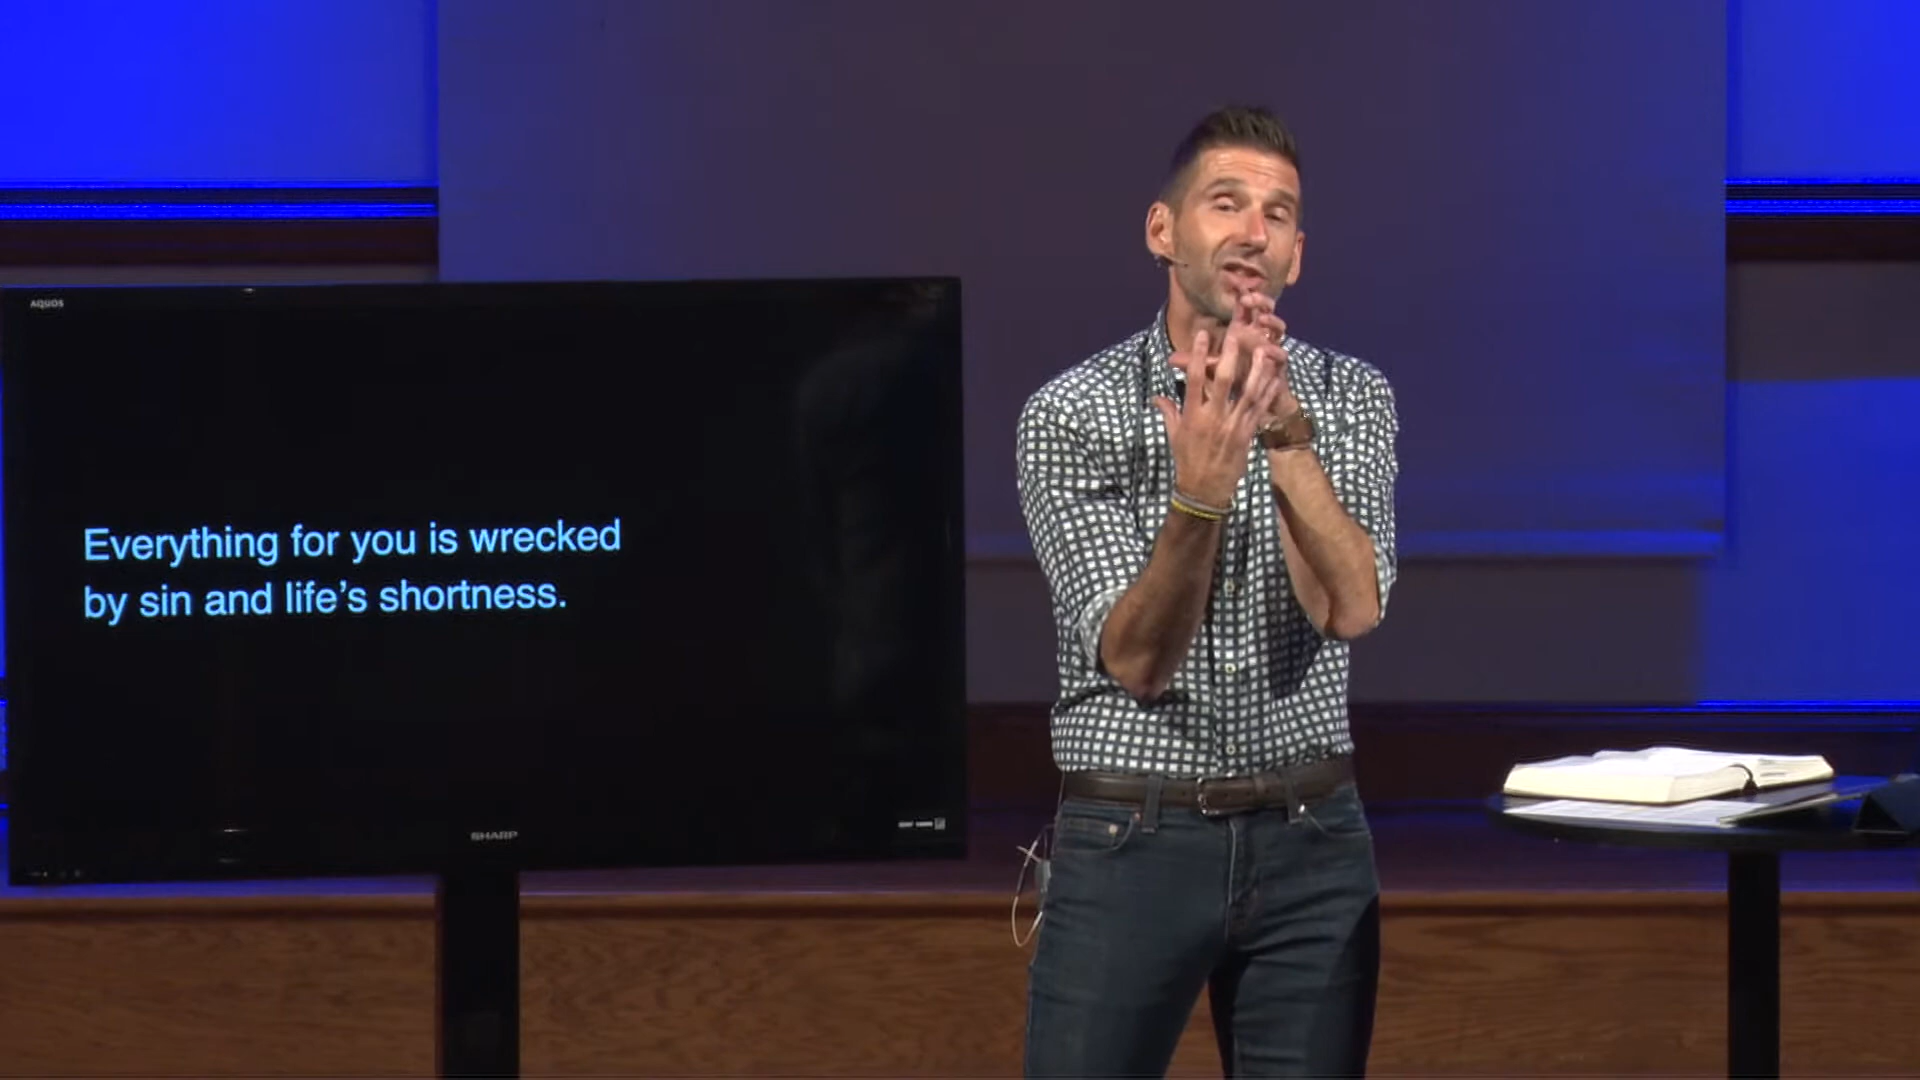 AQUOS
Everything for you is wrecked
by sin and life’s shortness.
SHARP